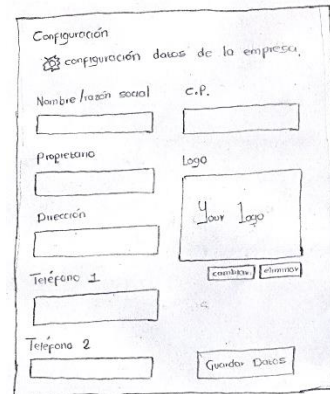 Configuración
configuración datos de la empresa.
Nombre/razón social
C.P.
Propietario
Logo
Your Logo
Dirección
cambiar
eliminar
Teléfono 1
Teléfono 2
Guardar Datos